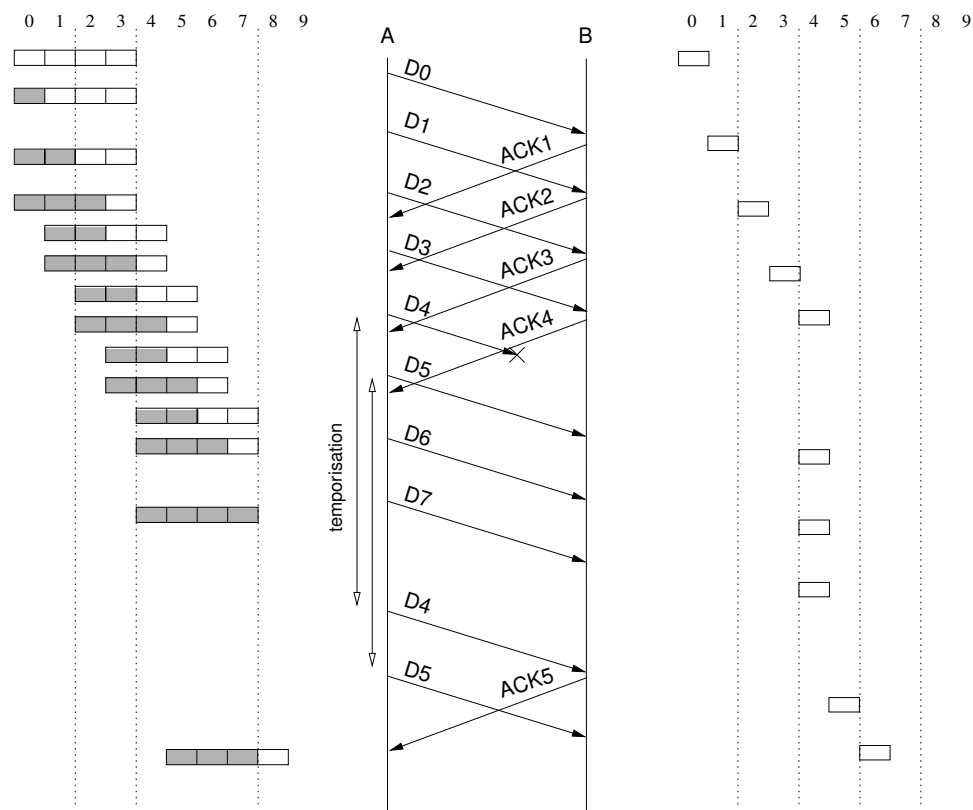 0 1 2 3 4 5 6 7 8 9
A B
0 1 2 3 4 5 6 7 8 9
D0
D1
ACK1
D2
ACK2
D3
ACK3
D4
ACK4
D5
temporisation
D6
D7
D4
D5
ACK5